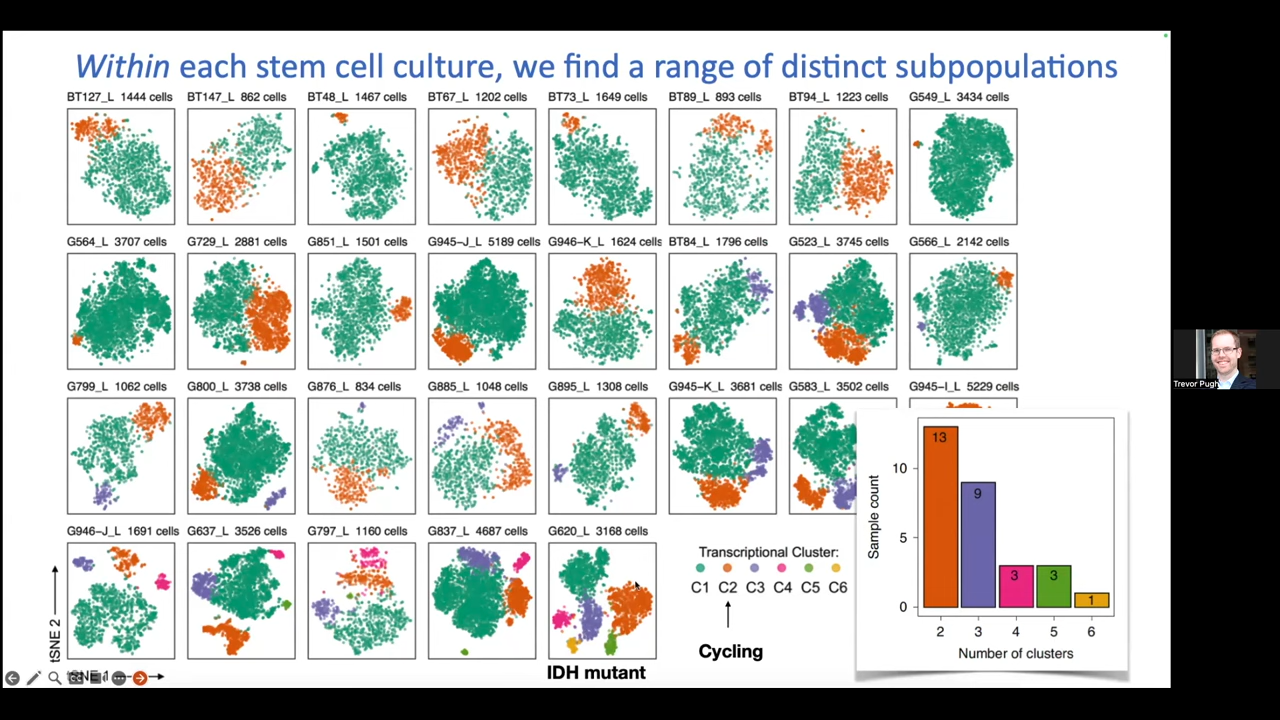 Within each stem cell culture, we find a range of distinct subpopulations
BT127_L 1444 cells
BT147_L 862 cells
BT48_L 1467 cells
BT67_L 1202 cells
BT73_L 1649 cells
BT89_L 893 cells
BT94_L 1223 cells
G549_L 3434 cells
G564_L 3707 cells
G729_L 2881 cells
G851_L 1501 cells
G945−J_L 5189 cells
G946−K_L 1624 cells
BT84_L 1796 cells
G523_L 3745 cells
G566_L 2142 cells
G799_L 1062 cells
G800_L 3738 cells
G876_L 834 cells
G885_L 1048 cells
G895_L 1308 cells
G945−K_L 3681 cells
G583_L 3502 cells
G945−I_L 5229 cells
G946−J_L 1691 cells
G637_L 3526 cells
G797_L 1160 cells
G837_L 4687 cells
G620_L 3168 cells
Transcriptional Cluster:
C1 C2 C3 C4 C5 C6
Cycling
IDH mutant
tSNE 2
tSNE 1
Sample count
10
5
0
13
9
3
3
1
2 3 4 5 6
Number of clusters
Trevor Pugh